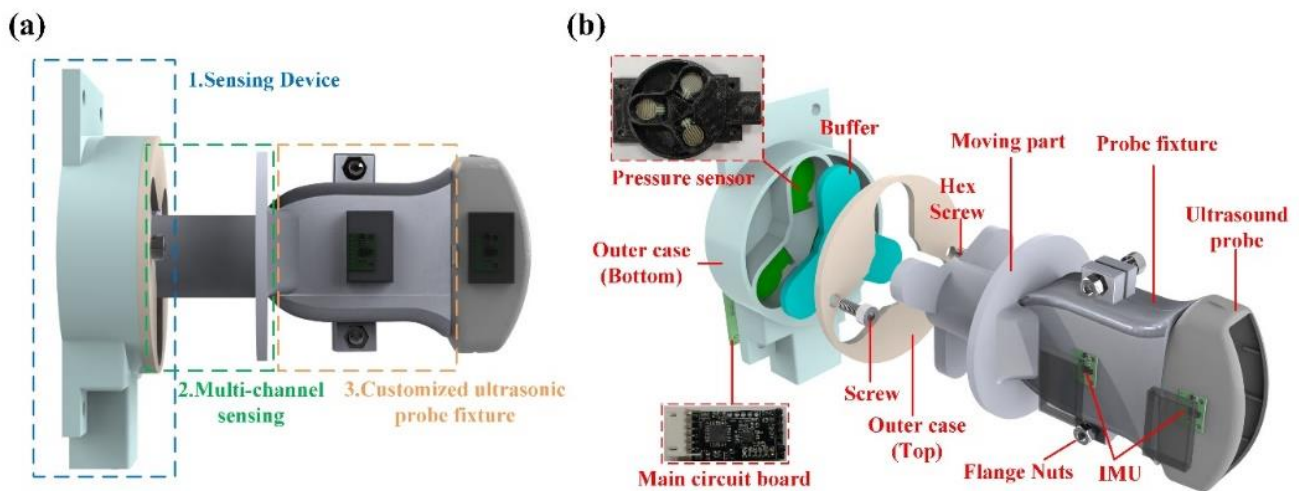 (a)
1.Sensing Device
2.Multi-channel
sensing
3.Customized ultrasonic
probe fixture
(b)
Pressure sensor
Buffer
Moving part
Probe fixture
Hex
Screw
Ultrasound
probe
Outer case
(Bottom)
Screw
Outer case
(Top)
Main circuit board
Flange Nuts
IMU